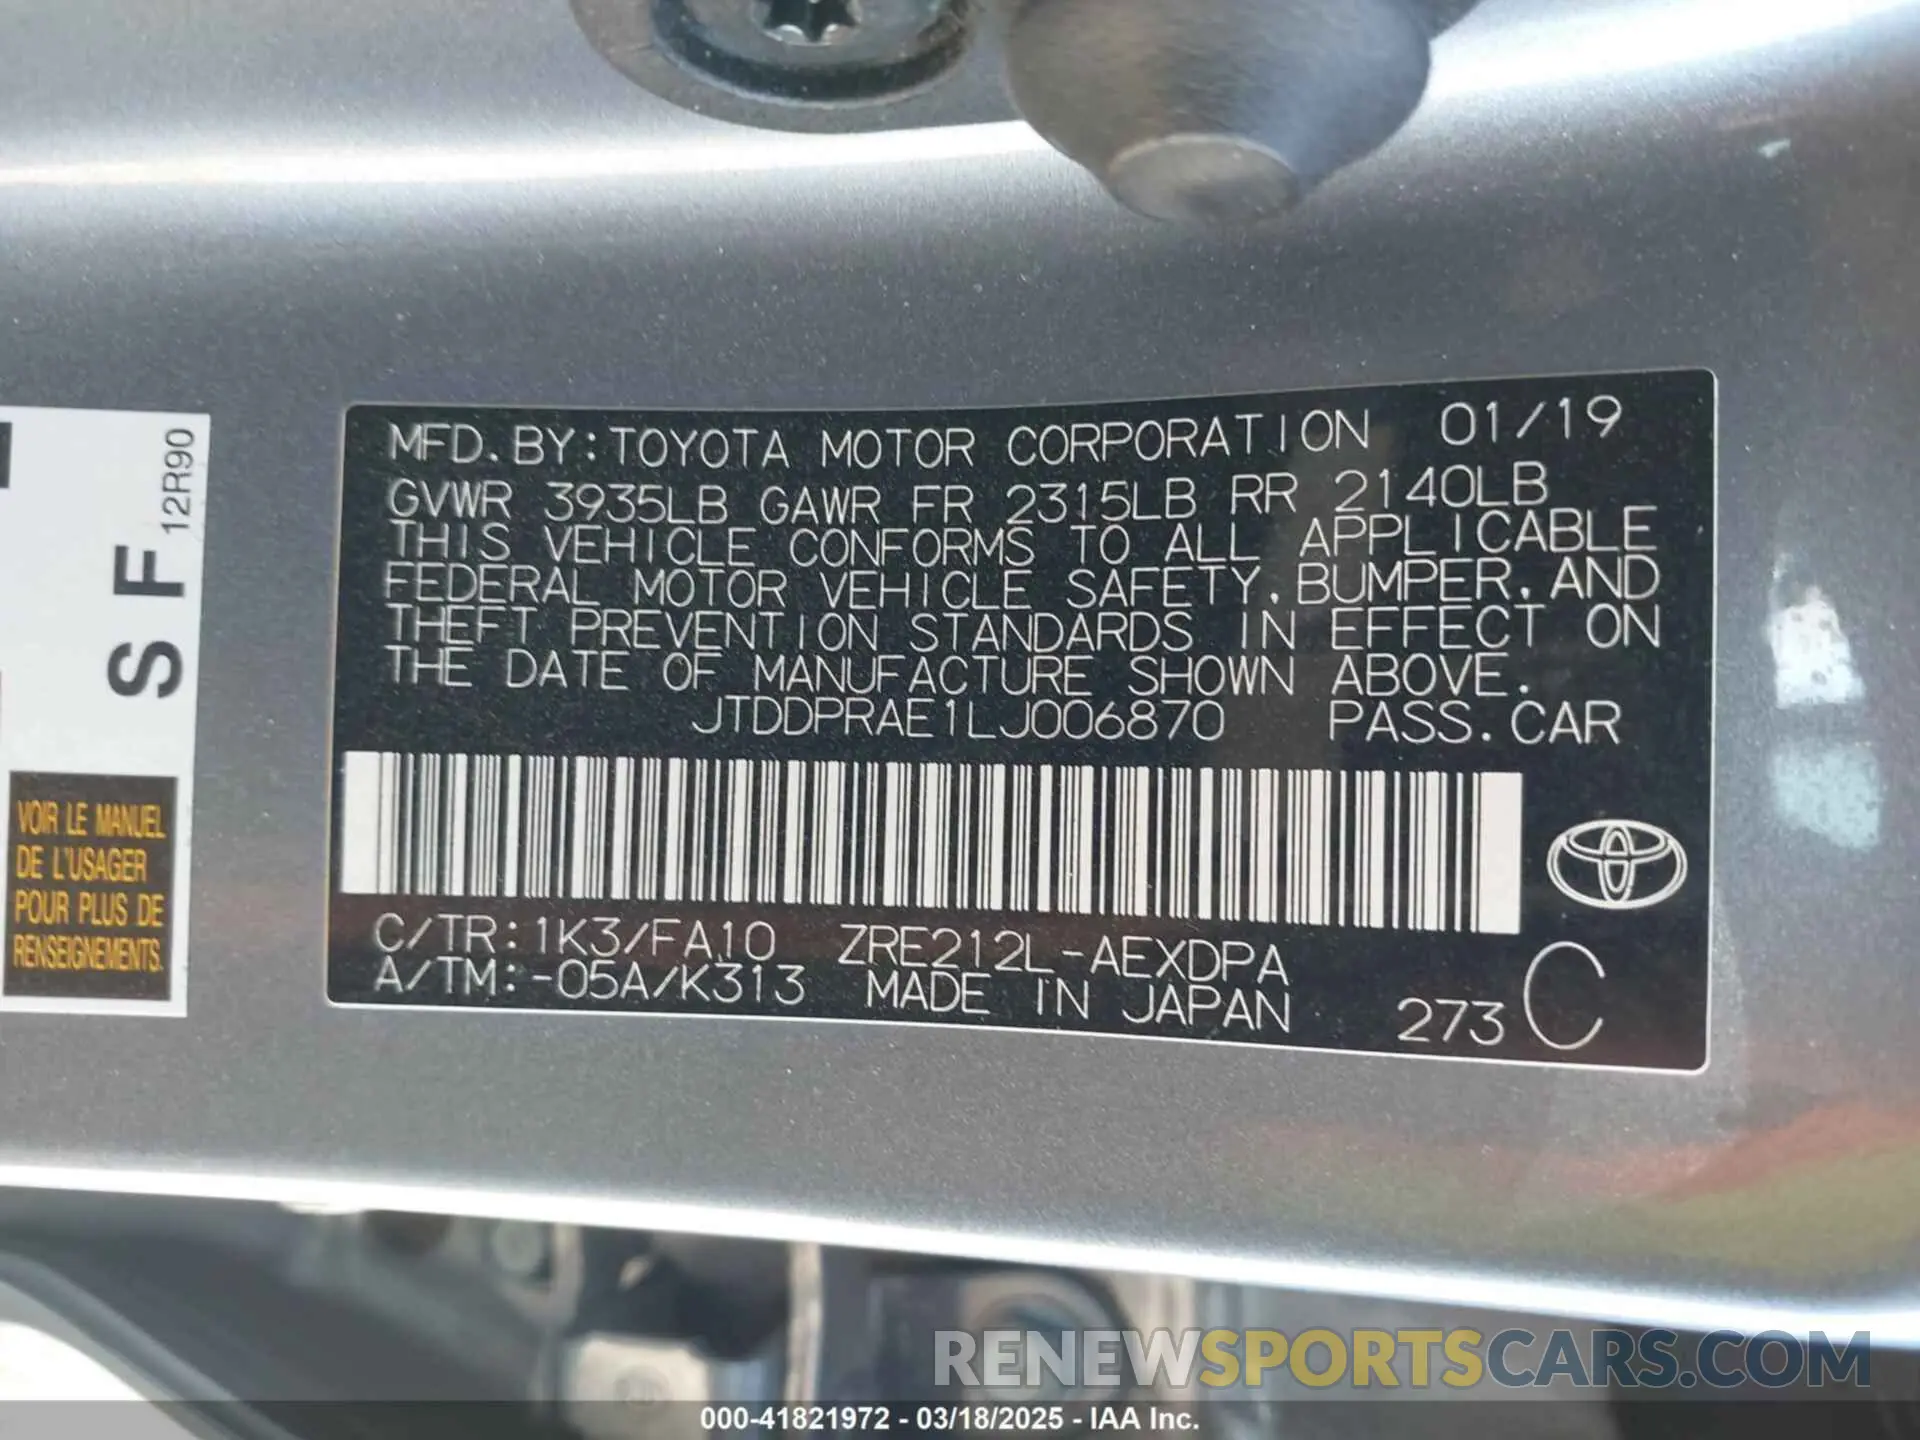 MFD. BY: TOYOTA MOTOR CORPORATION 01/19
GVWR 3935LB GAWR FR 2315LB RR 2140LB
THIS VEHICLE CONFORMS TO ALL APPLICABLE
FEDERAL MOTOR VEHICLE SAFETY, BUMPER, AND
THEFT PREVENTION STANDARDS IN EFFECT ON
THE DATE OF MANUFACTURE SHOWN ABOVE.
JTDDPRAE1LJ006870 PASS. CAR
C/TR: 1K3/FA10 ZRE212L-AEXDPA
A/TM: -05A/K313 MADE IN JAPAN 273 C
S F 12R90
VOIR LE MANUEL
DE L'USAGER
POUR PLUS DE
RENSEIGNEMENTS.
RENEWSPORTSCARS.COM
000-41821972 - 03/18/2025 - IAA Inc.